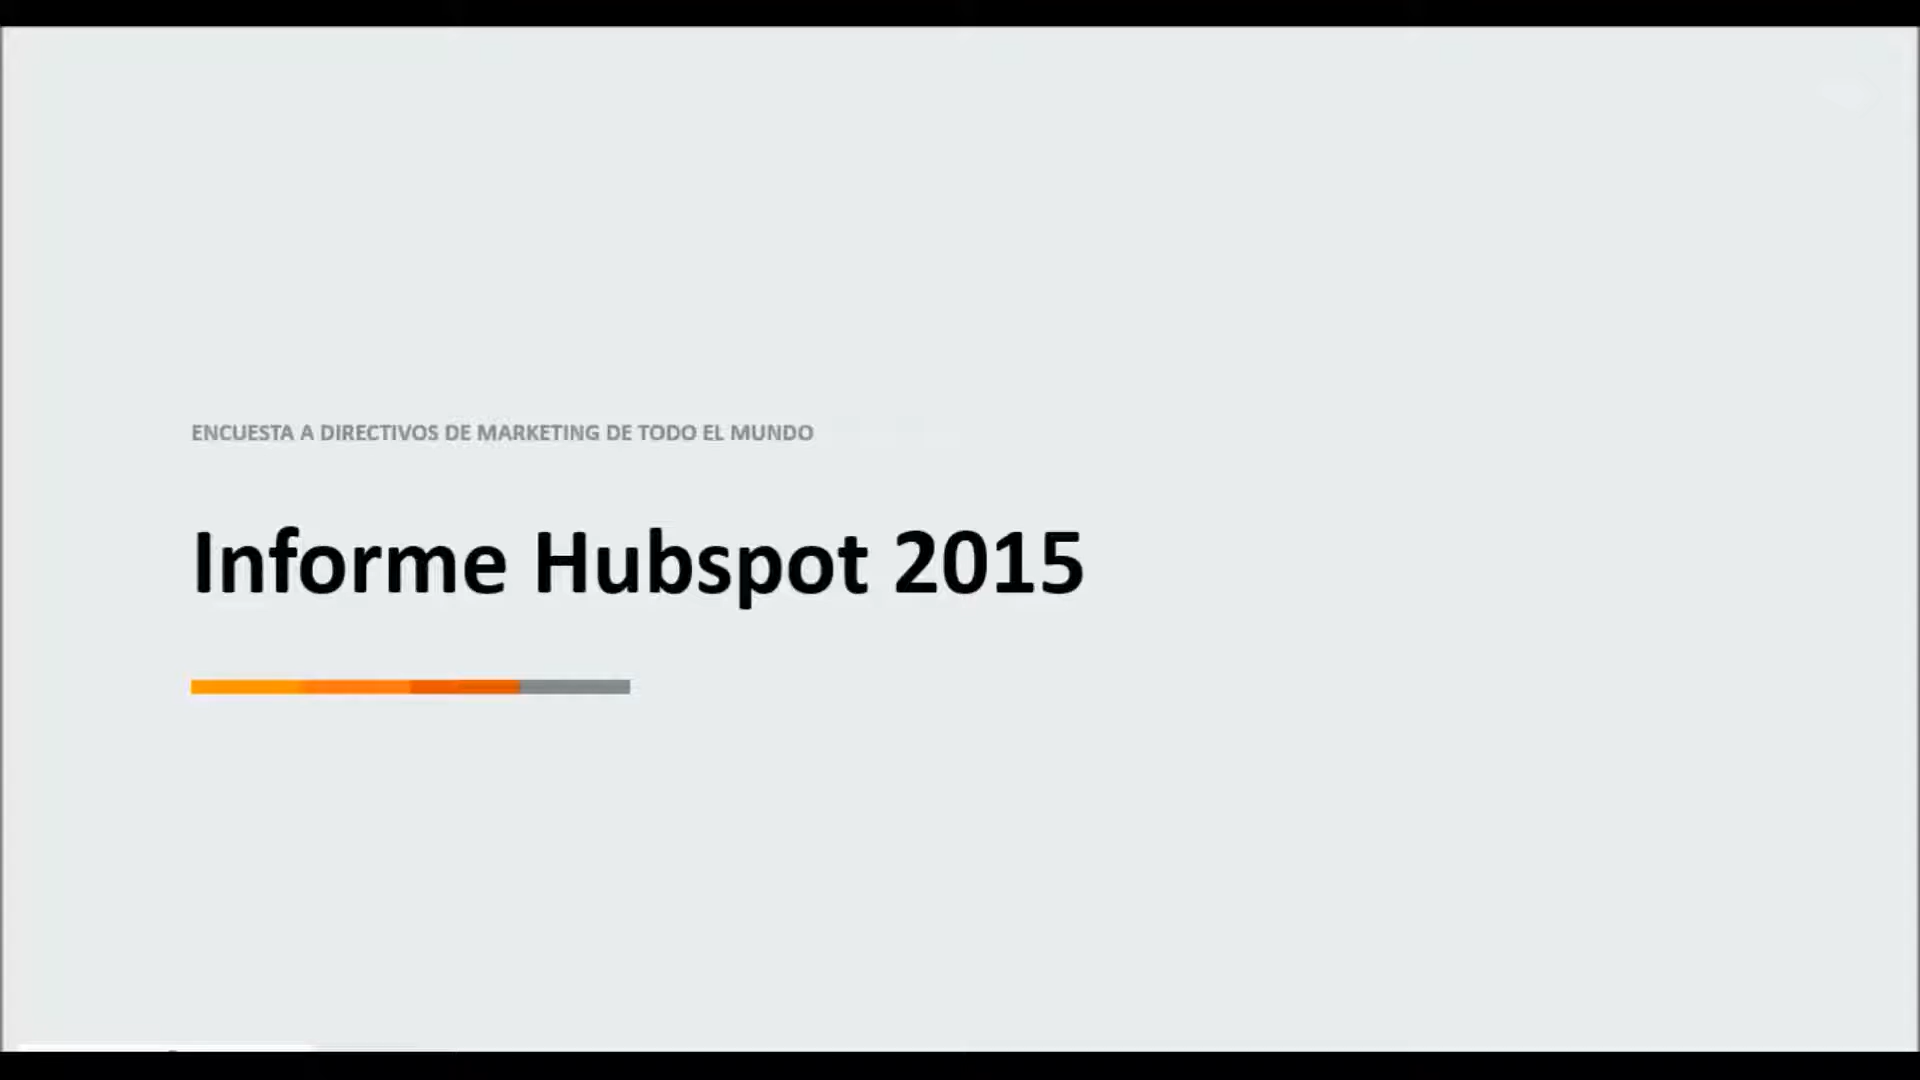 ENCUESTA A DIRECTIVOS DE MARKETING DE TODO EL MUNDO
Informe Hubspot 2015